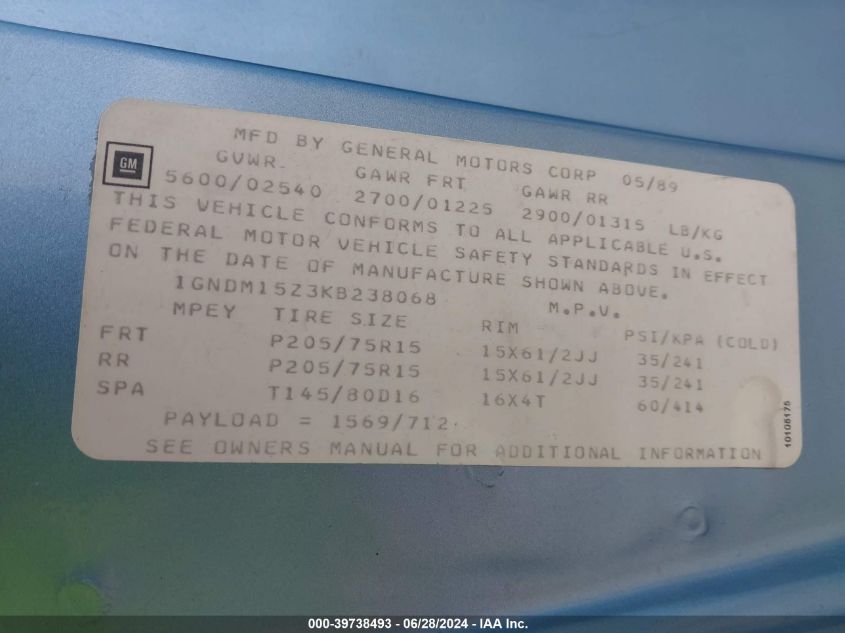 MFD BY GENERAL MOTORS CORP 05/89
GM
GVWR GAWR FRT GAWR RR
5600/02540 2700/01225 2900/01315 LB/KG
THIS VEHICLE CONFORMS TO ALL APPLICABLE U.S.
FEDERAL MOTOR VEHICLE SAFETY STANDARDS IN EFFECT
ON THE DATE OF MANUFACTURE SHOWN ABOVE.
1GNDM15Z3KB238068 M.P.V.
MPEY TIRE SIZE RIM PSI/KPA (COLD)
FRT P205/75R15 15X61/2JJ 35/241
RR P205/75R15 15X61/2JJ 35/241
SPA T145/80D16 16X4T 60/414
PAYLOAD = 1569/712
SEE OWNERS MANUAL FOR ADDITIONAL INFORMATION
10106175
000-39738493 - 06/28/2024 - IAA Inc.